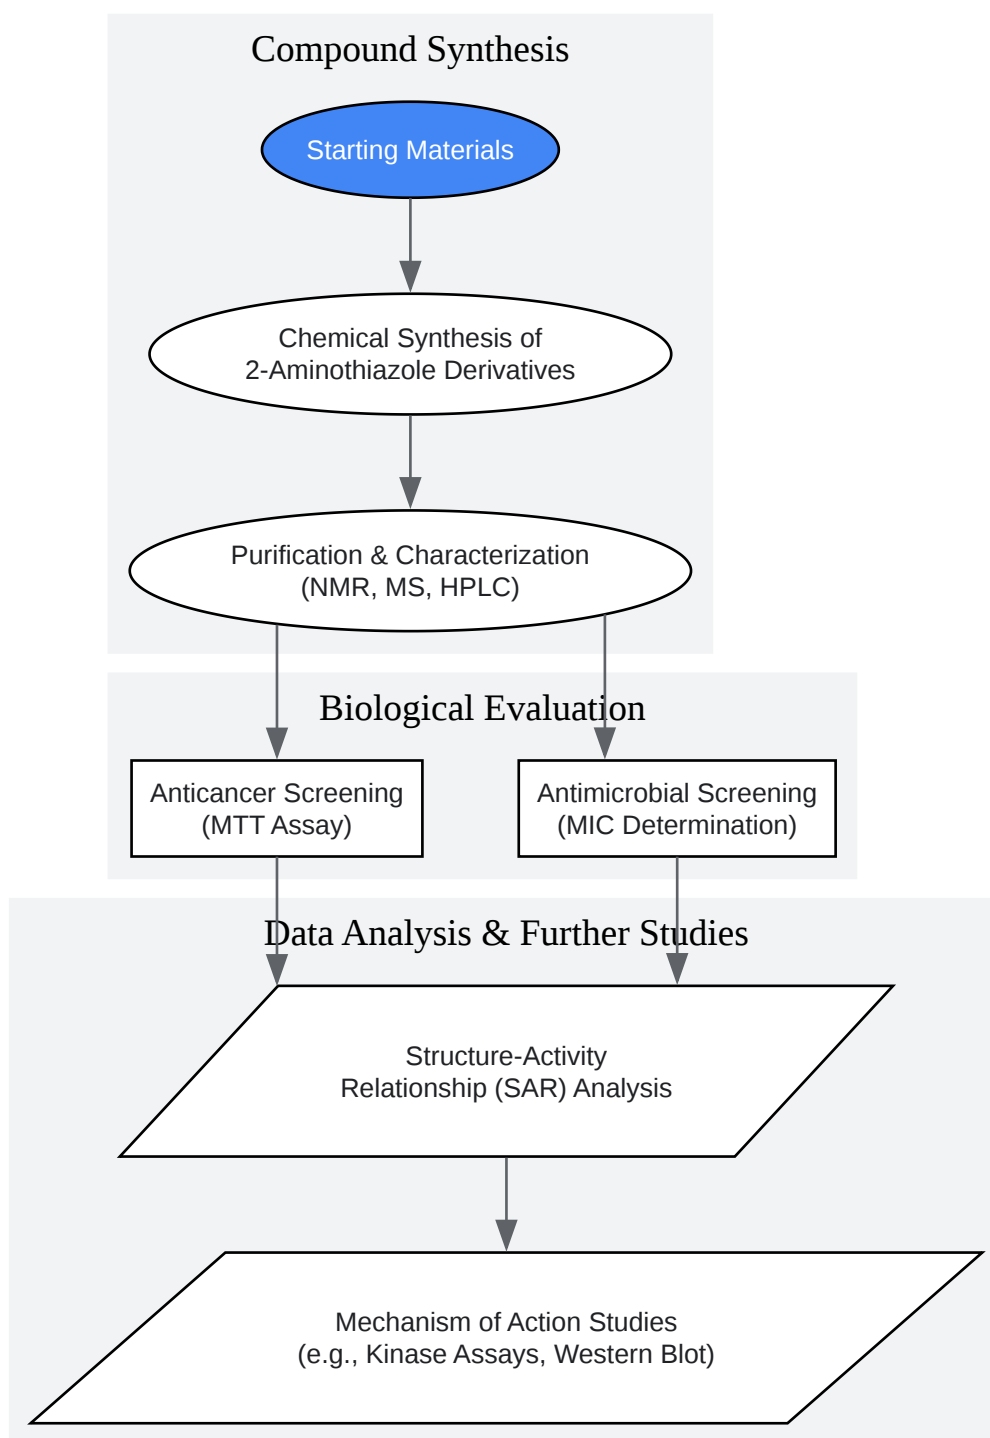 Compound Synthesis
Starting Materials
Chemical Synthesis of
2-Aminothiazole Derivatives
Purification & Characterization
(NMR, MS, HPLC)
Biological Evaluation
Anticancer Screening
(MTT Assay)
Antimicrobial Screening
(MIC Determination)
Data Analysis & Further Studies
Structure-Activity
Relationship (SAR) Analysis
Mechanism of Action Studies
(e.g., Kinase Assays, Western Blot)